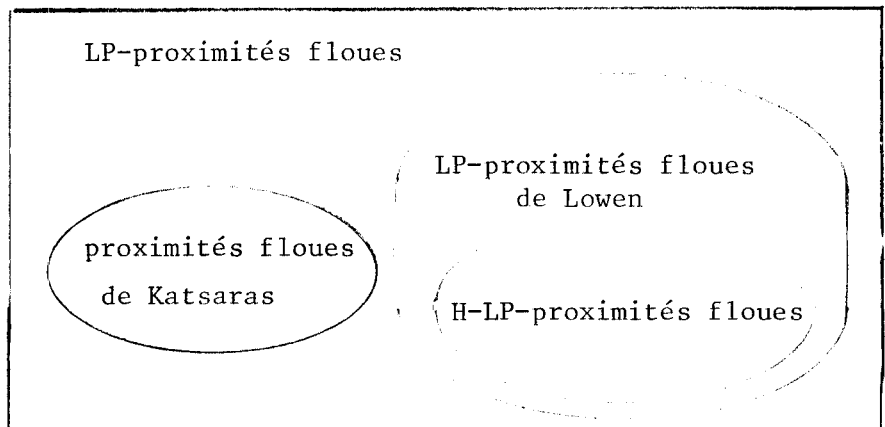 LP-proximités floues
LP-proximités floues
de Lowen
proximités floues
de Katsaras
H-LP-proximités floues